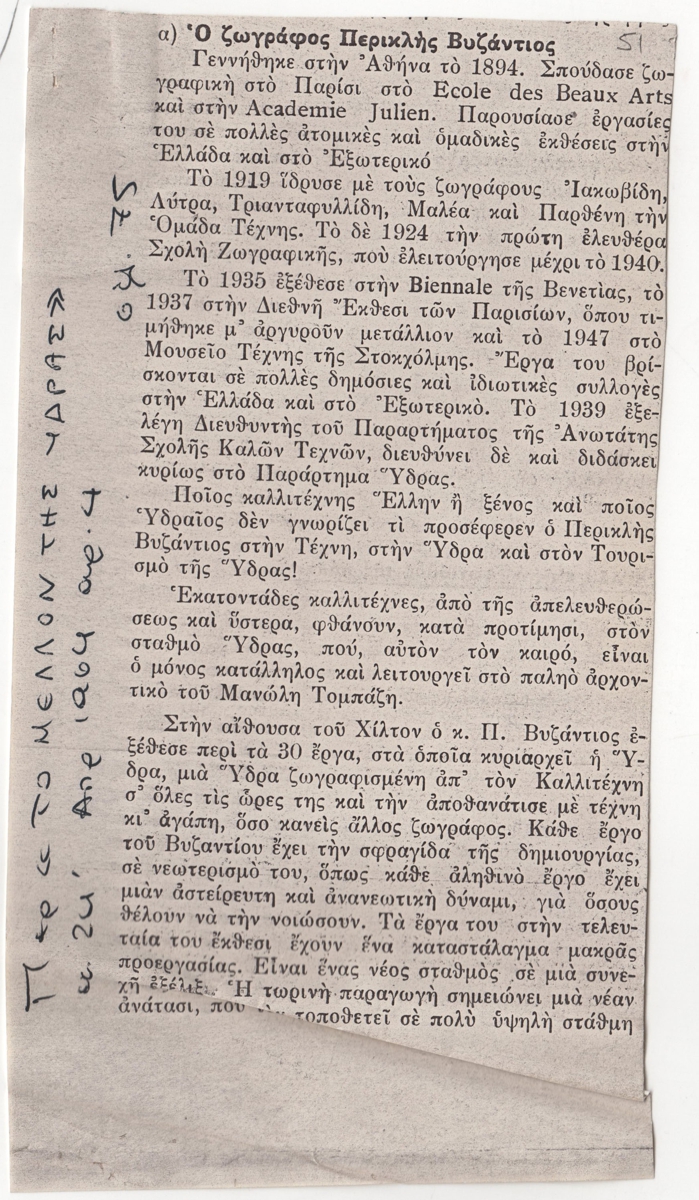 51
α) Ὁ ζωγράφος Περικλῆς Βυζάντιος
Γεννήθηκε στὴν Ἀθήνα τὸ 1894. Σπούδασε ζω-
γραφικὴ στὸ Παρίσι στὸ Ecole des Beaux Arts
καὶ στὴν Academie Julien. Παρουσίασε ἐργασίες
του σὲ πολλὲς ἀτομικὲς καὶ ὁμαδικὲς ἐκθέσεις στὴν
Ἑλλάδα καὶ στὸ Ἐξωτερικό
Τὸ 1919 ἵδρυσε μὲ τοὺς ζωγράφους Ἰακωβίδη,
Λύτρα, Τριανταφυλλίδη, Μαλέα καὶ Παρθένη τὴν
Ὁμάδα Τέχνης. Τὸ δὲ 1924 τὴν πρώτη ἐλευθέρα
Σχολὴ Ζωγραφικῆς, ποὺ ἐλειτούργησε μέχρι τὸ 1940.
Τὸ 1935 ἐξέθεσε στὴν Biennale τῆς Βενετίας, τὸ
1937 στὴν Διεθνῆ Ἔκθεσι τῶν Παρισίων, ὅπου τι-
μήθηκε μ' ἀργυροῦν μετάλλιον καὶ τὸ 1947 στὸ
Μουσεῖο Τέχνης τῆς Στοκχόλμης. Ἔργα του βρί-
σκονται σὲ πολλὲς δημόσιες καὶ ἰδιωτικὲς συλλογὲς
στὴν Ἑλλάδα καὶ στὸ Ἐξωτερικὸ. Τὸ 1939 ἐξε-
λέγη Διευθυντὴς τοῦ Παραρτήματος τῆς Ἀνωτάτης
Σχολῆς Καλῶν Τεχνῶν, διευθύνει δὲ καὶ διδάσκει
κυρίως στὸ Παράρτημα Ὕδρας.
Ποῖος καλλιτέχνης Ἕλλην ἢ ξένος καὶ ποῖος
Ὑδραῖος δὲν γνωρίζει τὶ προσέφερεν ὁ Περικλῆς
Βυζάντιος στὴν Τέχνη, στὴν Ὕδρα καὶ στὸν Τουρι-
σμὸ τῆς Ὕδρας!
Ἑκατοντάδες καλλιτέχνες, ἀπὸ τῆς ἀπελευθερώ-
σεως καὶ ὕστερα, φθάνουν, κατὰ προτίμησι, στὸν
σταθμὸ Ὕδρας, πού, αὐτὸν τὸν καιρό, εἶναι
ὁ μόνος κατάλληλος καὶ λειτουργεῖ στὸ παληὸ ἀρχον-
τικὸ τοῦ Μανώλη Τομπάζη.
Στὴν αἴθουσα τοῦ Χίλτον ὁ κ. Π. Βυζάντιος ἐ-
ξέθεσε περὶ τὰ 30 ἔργα, στὰ ὁποῖα κυριαρχεῖ ἡ Ὕ-
δρα, μιὰ Ὕδρα ζωγραφισμένη ἀπ' τὸν Καλλιτέχνη
σ' ὅλες τὶς ὧρες της καὶ τὴν ἀποθανάτισε μὲ τέχνη
κι' ἀγάπη, ὅσο κανεὶς ἄλλος ζωγράφος. Κάθε ἔργο
τοῦ Βυζαντίου ἔχει τὴν σφραγίδα τῆς δημιουργίας,
σὲ νεωτερισμὸ του, ὅπως κάθε ἀληθινὸ ἔργο ἔχει
μιὰν ἀστείρευτη καὶ ἀνανεωτικὴ δύναμι, γιὰ ὅσους
θέλουν νὰ τὴν νοιώσουν. Τὰ ἔργα του στὴν τελευ-
ταία του ἔκθεσι ἔχουν ἕνα καταστάλαγμα μακρᾶς
προεργασίας. Εἶναι ἕνας νέος σταθμὸς σὲ μιὰ συνε-
χῆ ἐξέλιξι. Ἡ τωρινὴ παραγωγὴ σημειώνει μιὰ νέαν
ἀνάτασι, ποὺ τοποθετεῖ σὲ πολὺ ὑψηλὴ στάθμη
ΤΟ ΜΕΛΛΟΝ ΤΗΣ ΥΔΡΑΣ»
Απρ 1964 αρ. 4
σελ. 75